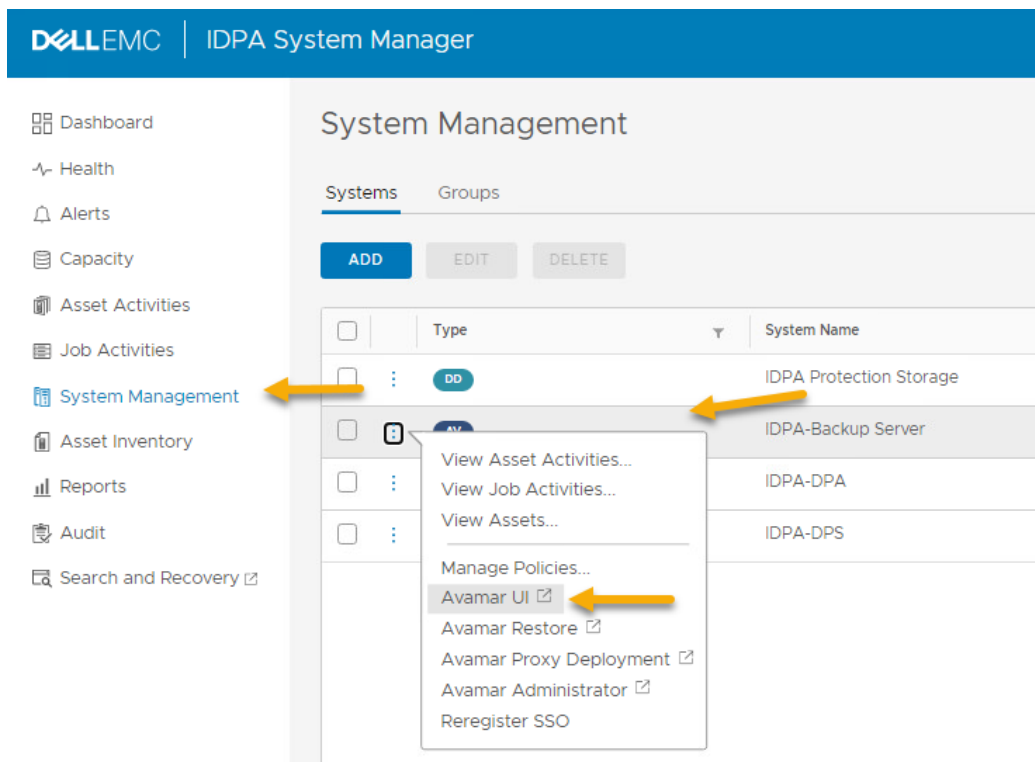 DELLEMC | IDPA System Manager
Dashboard
Health
Alerts
Capacity
Asset Activities
Job Activities
System Management
Asset Inventory
Reports
Audit
Search and Recovery
System Management
Systems Groups
ADD EDIT DELETE
Type System Name
DD IDPA Protection Storage
AV IDPA-Backup Server
IDPA-DPA
IDPA-DPS
View Asset Activities...
View Job Activities...
View Assets...
Manage Policies...
Avamar UI
Avamar Restore
Avamar Proxy Deployment
Avamar Administrator
Reregister SSO